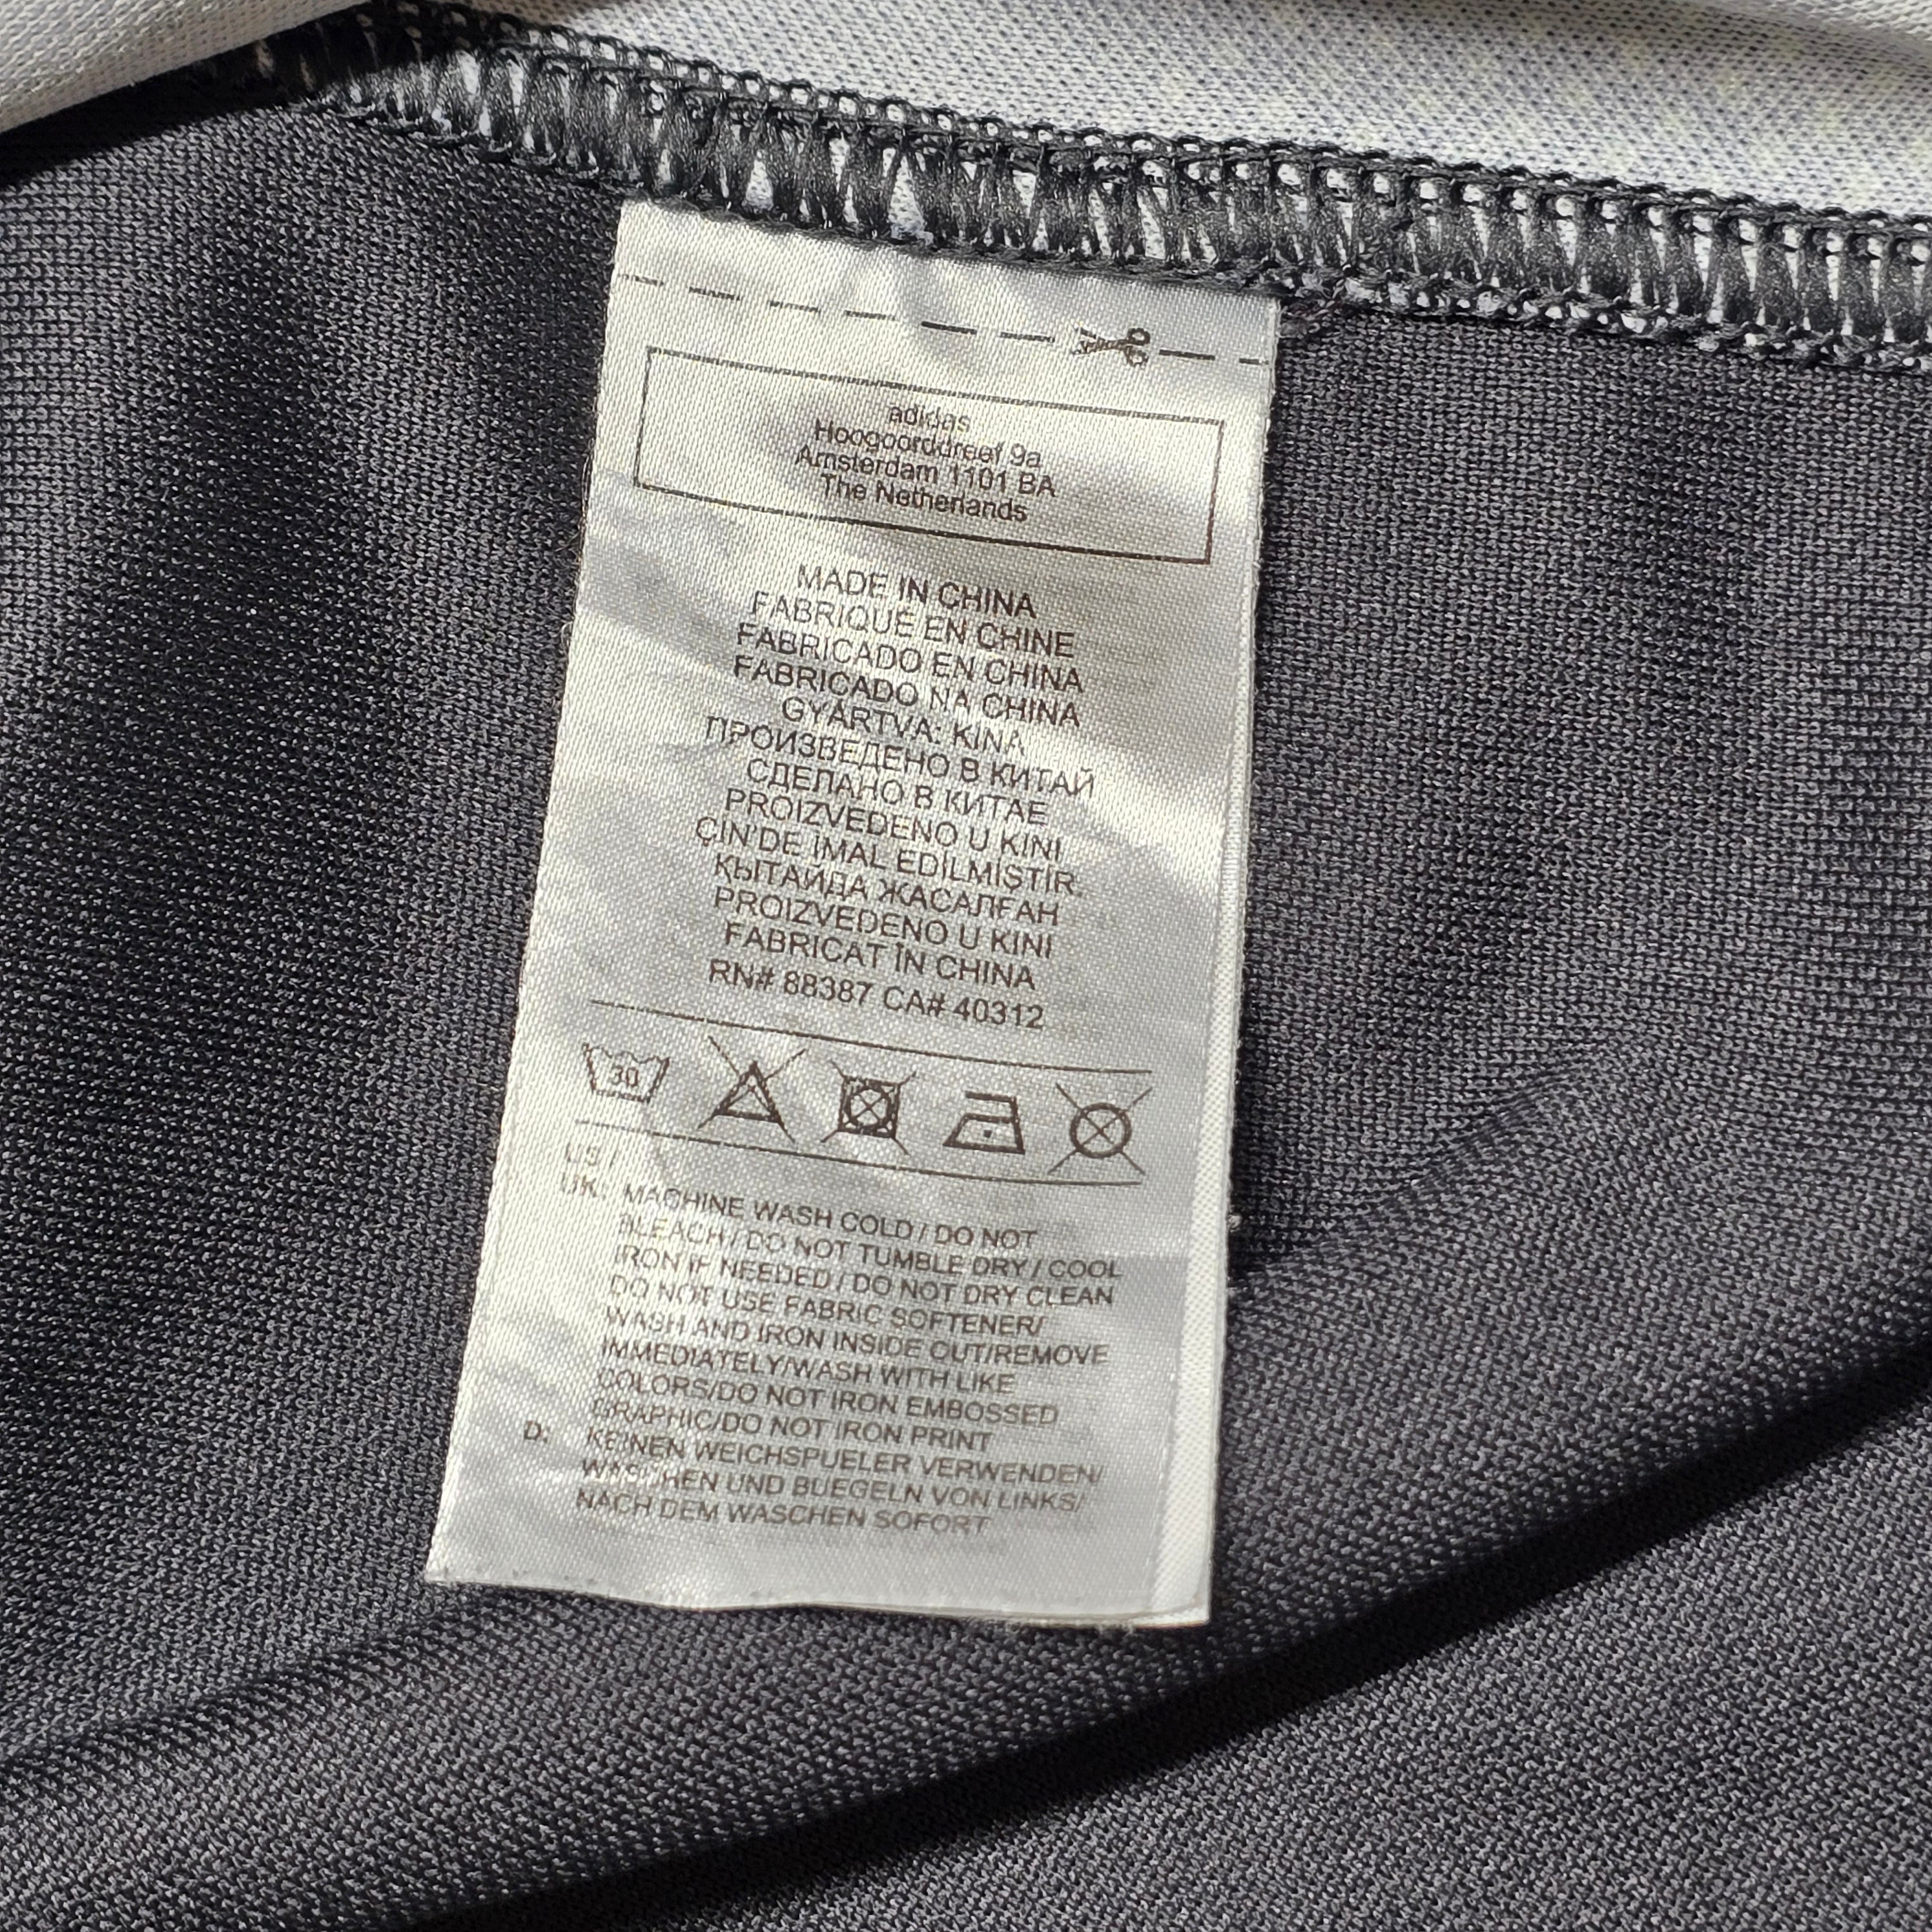 adidas
Hoogoorddreef 9a
Amsterdam 1101 BA
The Netherlands
MADE IN CHINA
FABRIQUÉ EN CHINE
FABRICADO EN CHINA
FABRICADO NA CHINA
GYÁRTVA: KÍNA
ПРОИЗВЕДЕНО В КИТАЙ
СДЕЛАНО В КИТАЕ
PROIZVEDENO U KINI
ÇİN'DE İMAL EDİLMİŞTİR.
ҚЫТАЙДА ЖАСАЛҒАН
PROIZVEDENO U KINI
FABRICAT ÎN CHINA
RN# 88387 CA# 40312
30
US /
UK: MACHINE WASH COLD / DO NOT
BLEACH / DO NOT TUMBLE DRY / COOL
IRON IF NEEDED / DO NOT DRY CLEAN
DO NOT USE FABRIC SOFTENER/
WASH AND IRON INSIDE OUT/REMOVE
IMMEDIATELY/WASH WITH LIKE
COLORS/DO NOT IRON EMBOSSED
GRAPHIC/DO NOT IRON PRINT
D: KEINEN WEICHSPUELER VERWENDEN/
WASCHEN UND BUEGELN VON LINKS/
NACH DEM WASCHEN SOFORT